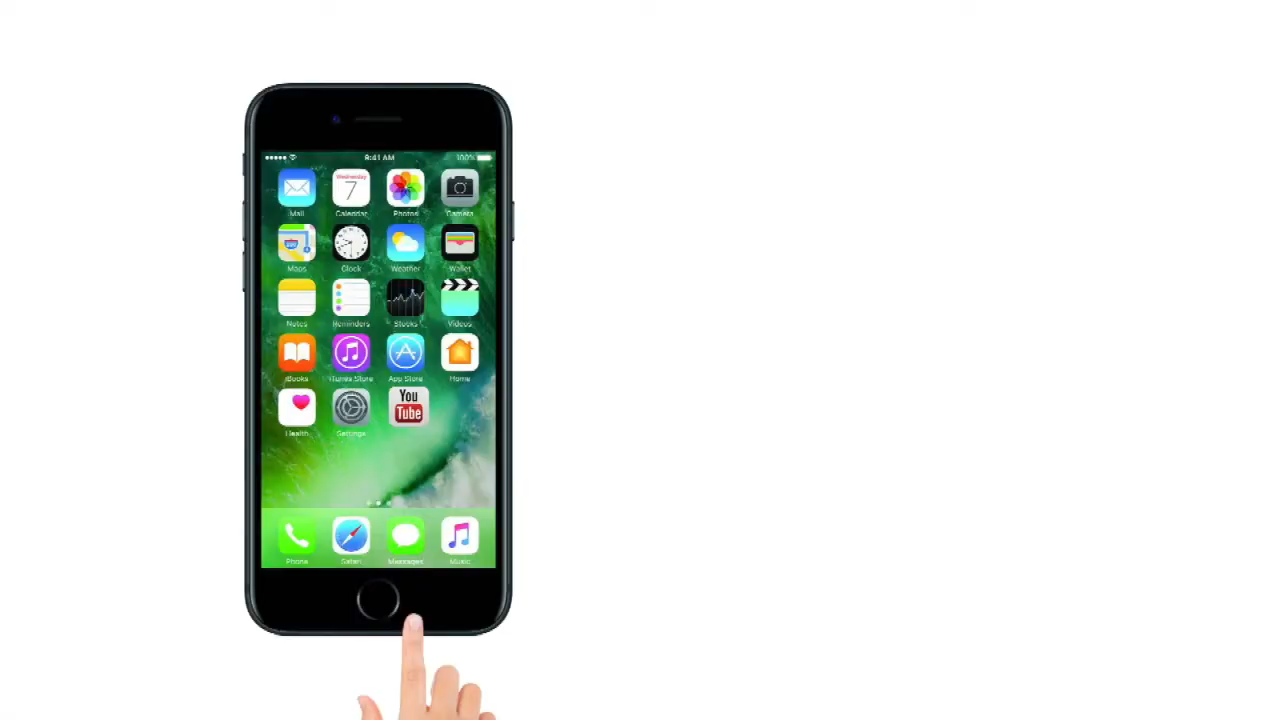 9:41 AM 100%
Wednesday
7
Mail Calendar Photos Camera
280
Maps Clock Weather Wallet
Notes Reminders Stocks Videos
iBooks iTunes Store App Store Home
You
Tube
Health Settings
Phone Safari Messages Music